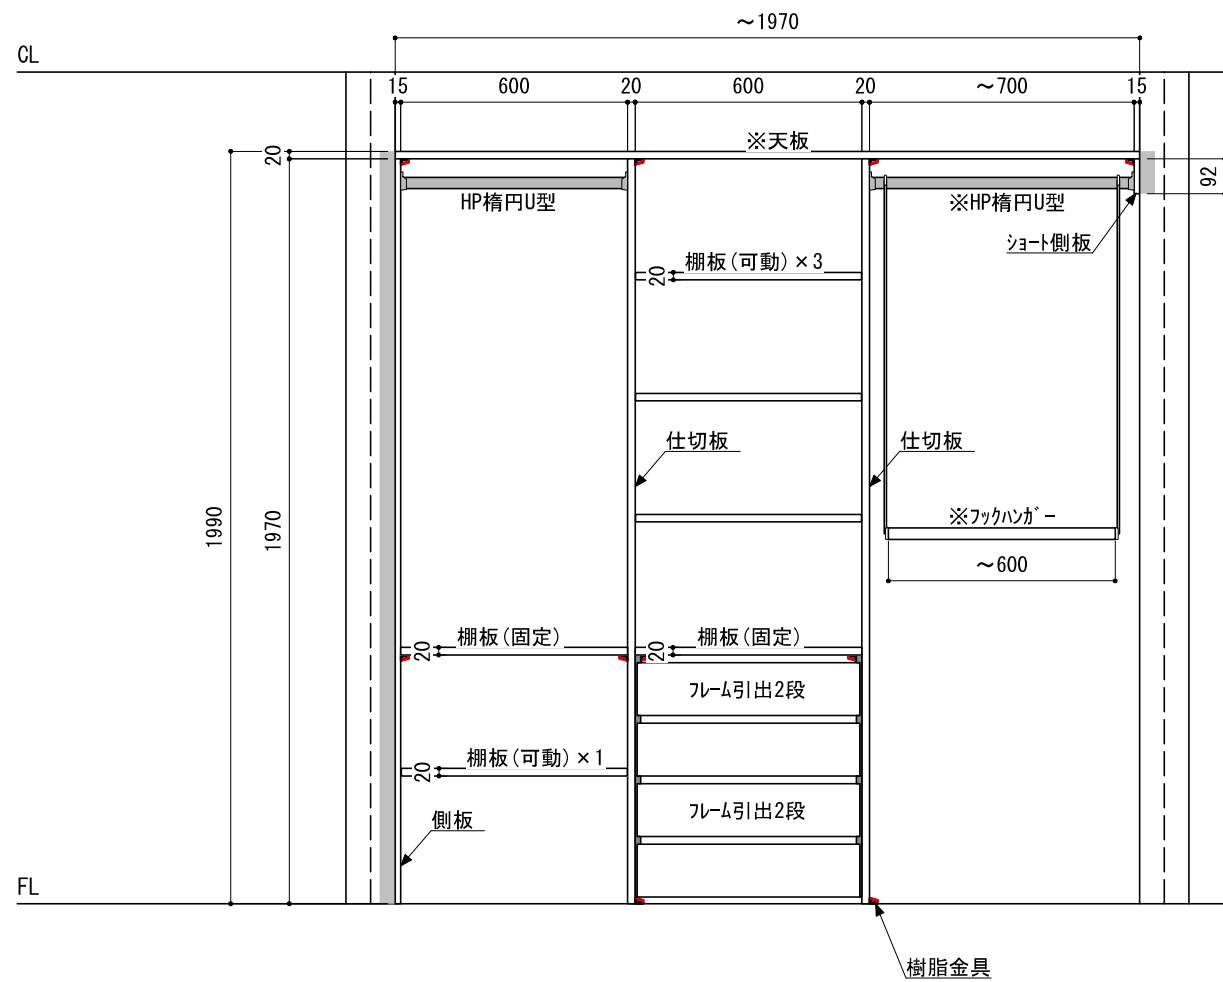 ～1970
CL
15
600
20
600
20
～700
15
※天板
20
92
HP楕円U型
※HP楕円U型
ｼｮｰﾄ側板
棚板(可動)×3
20
仕切板
仕切板
1990
1970
※ﾌｯｸﾊﾝｶﾞｰ
～600
棚板(固定)
20
棚板(固定)
20
ﾌﾚｰﾑ引出2段
棚板(可動)×1
20
ﾌﾚｰﾑ引出2段
側板
FL
樹脂金具